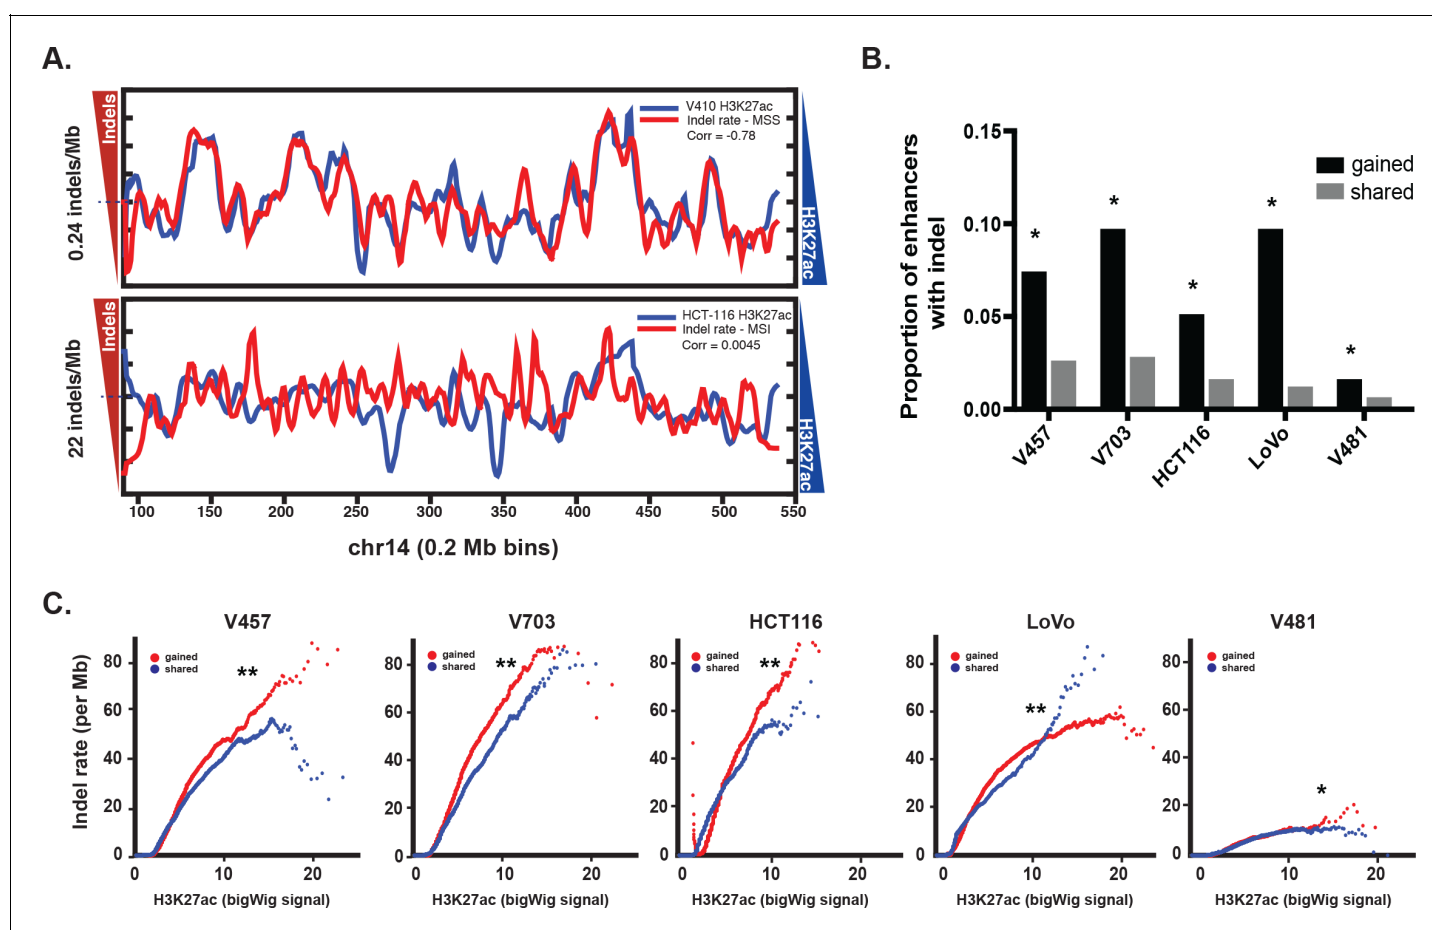 A.
Indels
0.24 indels/Mb
V410 H3K27ac
Indel rate - MSS
Corr = -0.78
H3K27ac
Indels
22 indels/Mb
HCT-116 H3K27ac
Indel rate - MSI
Corr = 0.0045
H3K27ac
100 150 200 250 300 350 400 450 500 550
chr14 (0.2 Mb bins)
B.
Proportion of enhancers
with indel
0.15
0.10
0.05
0.00
gained
shared
* * * * *
V457 V703 HCT116 LoVo V481
C.
Indel rate (per Mb)
V457
gained
shared
**
80
60
40
20
0
0 10 20
H3K27ac (bigWig signal)
V703
gained
shared
**
80
60
40
20
0
0 10 20
H3K27ac (bigWig signal)
HCT116
gained
shared
**
80
60
40
20
0
0 10 20
H3K27ac (bigWig signal)
LoVo
gained
shared
**
80
60
40
20
0
0 10 20
H3K27ac (bigWig signal)
V481
gained
shared
*
80
60
40
20
0
0 10 20
H3K27ac (bigWig signal)